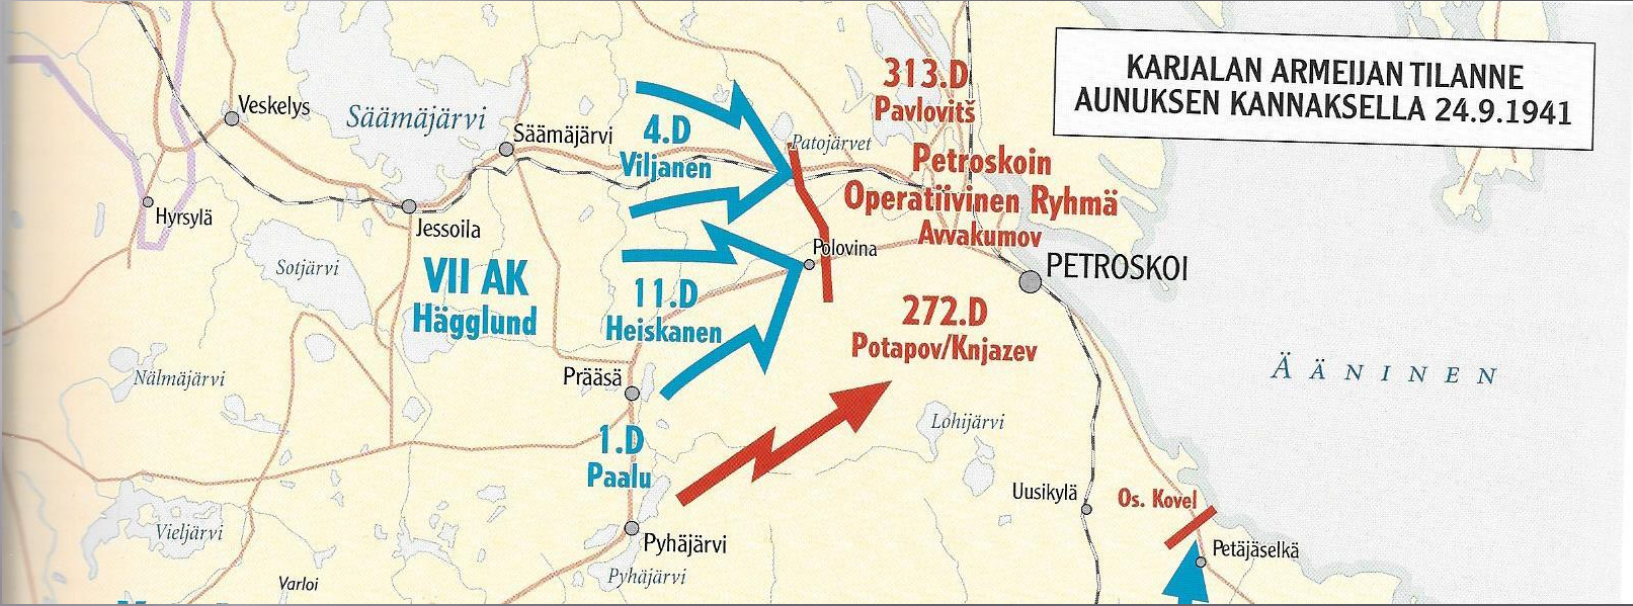 KARJALAN ARMEIJAN TILANNE
AUNUKSEN KANNAKSELLA 24.9.1941
313.D
Pavlovitš
Veskelys
Säämäjärvi
Säämäjärvi
4.D
Viljanen
Patojärvet
Petroskoin
Operatiivinen Ryhmä
Avvakumov
Hyrsylä
Jessoila
Polovina
PETROSKOI
Sotjärvi
VII AK
Hägglund
11.D
Heiskanen
272.D
Potapov/Knjazev
Nälmäjärvi
Prääsä
ÄÄNINEN
1.D
Paalu
Lohijärvi
Uusikylä
Os. Kovel
Vieljärvi
Pyhäjärvi
Petäjäselkä
Varloi
Pyhäjärvi